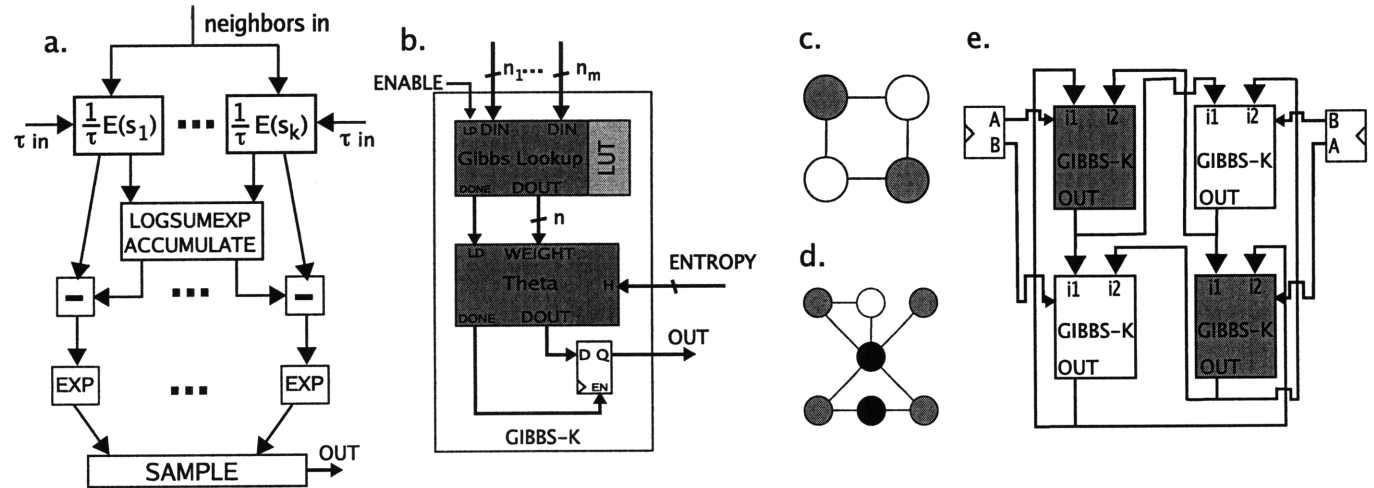 a.
neighbors in
1/τ E(s1)
1/τ E(sk)
τ in
τ in
LOGSUMEXP
ACCUMULATE
EXP
EXP
SAMPLE
OUT
b.
n1
nm
ENABLE
LD DIN
DIN
Gibbs Lookup
LUT
DONE
DOUT
n
LD
WEIGHT
Theta
H
ENTROPY
DONE
DOUT
D Q
EN
OUT
GIBBS-K
c.
d.
e.
A
B
i1 i2
GIBBS-K
OUT
i1 i2
GIBBS-K
OUT
B
A
i1 i2
GIBBS-K
OUT
i1 i2
GIBBS-K
OUT